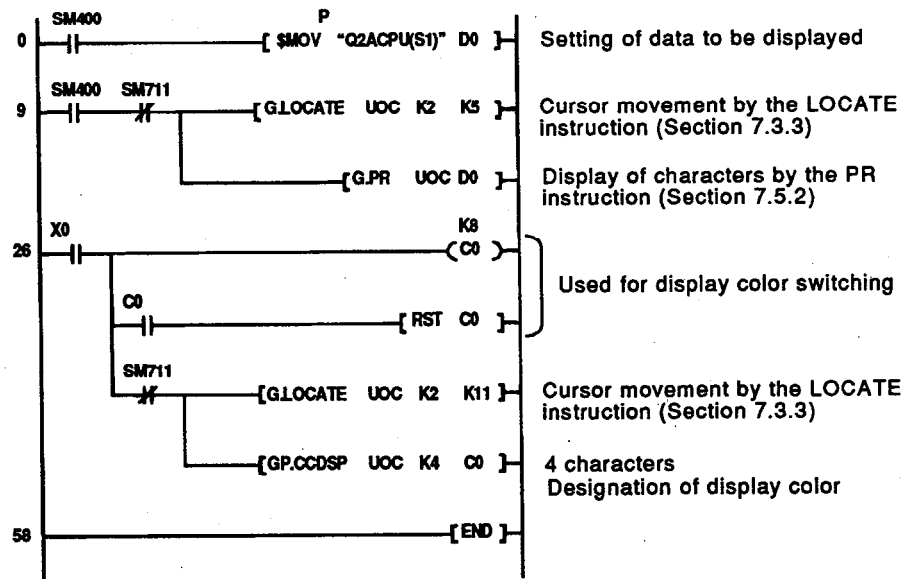 SM400
P
0 [ $MOV "Q2ACPU(S1)" D0 ] Setting of data to be displayed
SM400 SM711
9 [G.LOCATE UOC K2 K5 ] Cursor movement by the LOCATE
instruction (Section 7.3.3)
[G.PR UOC D0 ] Display of characters by the PR
instruction (Section 7.5.2)
X0 K8
26 ( C0 )
Used for display color switching
C0
[ RST C0 ]
SM711
[G.LOCATE UOC K2 K11 ] Cursor movement by the LOCATE
instruction (Section 7.3.3)
[GP.CCDSP UOC K4 C0 ] 4 characters
Designation of display color
58 [ END ]